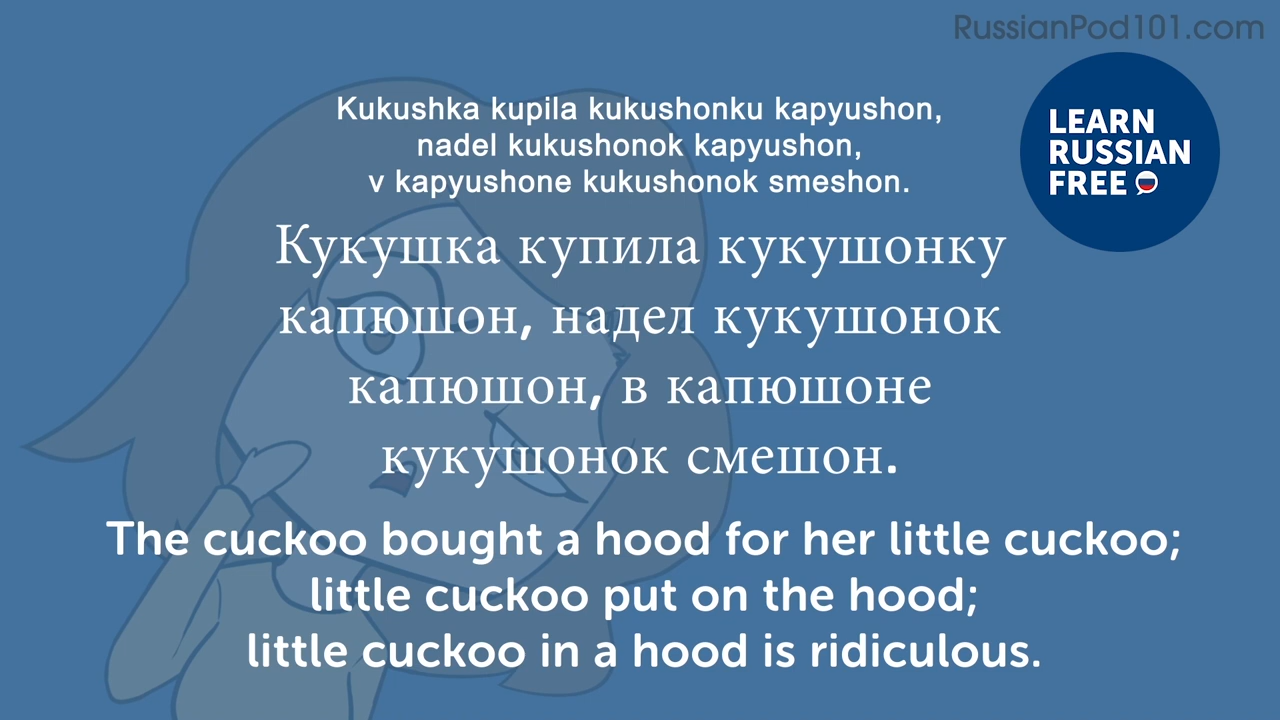 RussianPod101.com
LEARN
RUSSIAN
FREE
Kukushka kupila kukushonku kapyushon,
nadel kukushonok kapyushon,
v kapyushone kukushonok smeshon.
Кукушка купила кукушонку
капюшон, надел кукушонок
капюшон, в капюшоне
кукушонок смешон.
The cuckoo bought a hood for her little cuckoo;
little cuckoo put on the hood;
little cuckoo in a hood is ridiculous.